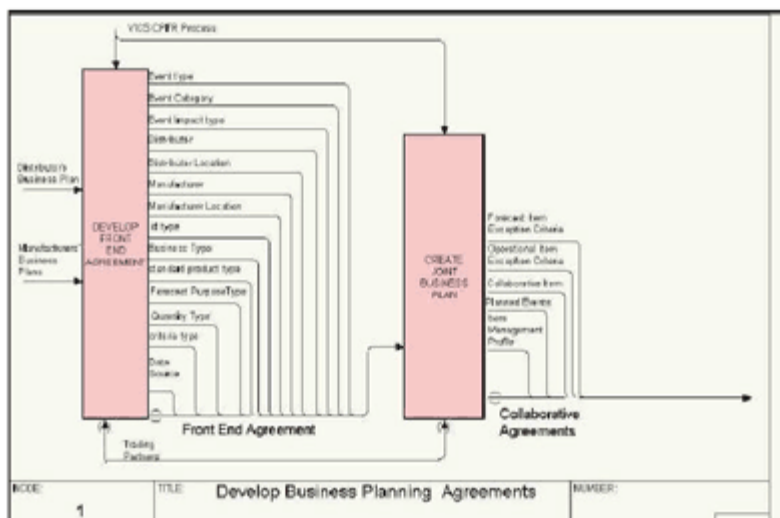 VICS CPFR Process
Event type
Event Category
Event Impact type
Distributor
Distributor Location
Manufacturer
Manufacturer Location
id type
Business Type
standard product type
Forecast PurposeType
Quantity Type
criteria type
Data
Source
Distributor's
Business Plan
Manufacturers'
Business
Plans
DEVELOP
FRONT
END
AGREEMENT
Trading
Partners
Front End Agreement
CREATE
JOINT
BUSINESS
PLAN
Forecast Item
Exception Criteria
Operational Item
Exception Criteria
Collaborative Item
Planned Events
Item
Management
Profile
Collaborative
Agreements
NODE:
1
TITLE:
Develop Business Planning Agreements
NUMBER: